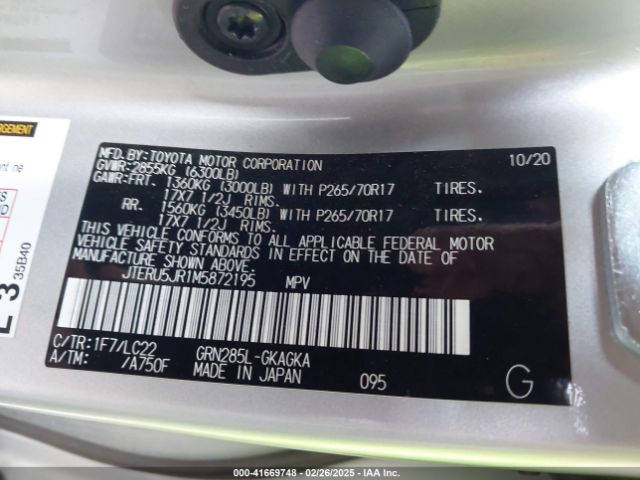 MFD.BY:TOYOTA MOTOR CORPORATION 10/20
GVWR:2855KG (6300LB)
GAWR:FRT. 1360KG (3000LB) WITH P265/70R17 TIRES.
17X7 1/2J RIMS.
RR. 1560KG (3450LB) WITH P265/70R17 TIRES.
17X7 1/2J RIMS.
THIS VEHICLE CONFORMS TO ALL APPLICABLE FEDERAL MOTOR
VEHICLE SAFETY STANDARDS IN EFFECT ON THE DATE OF
MANUFACTURE SHOWN ABOVE.
JTERU5JR1M5872195 MPV
C/TR:1F7/LC22 GRN285L-GKAGKA
A/TM: /A750F MADE IN JAPAN 095 G
35B40
000-41669748 - 02/26/2025 - IAA Inc.